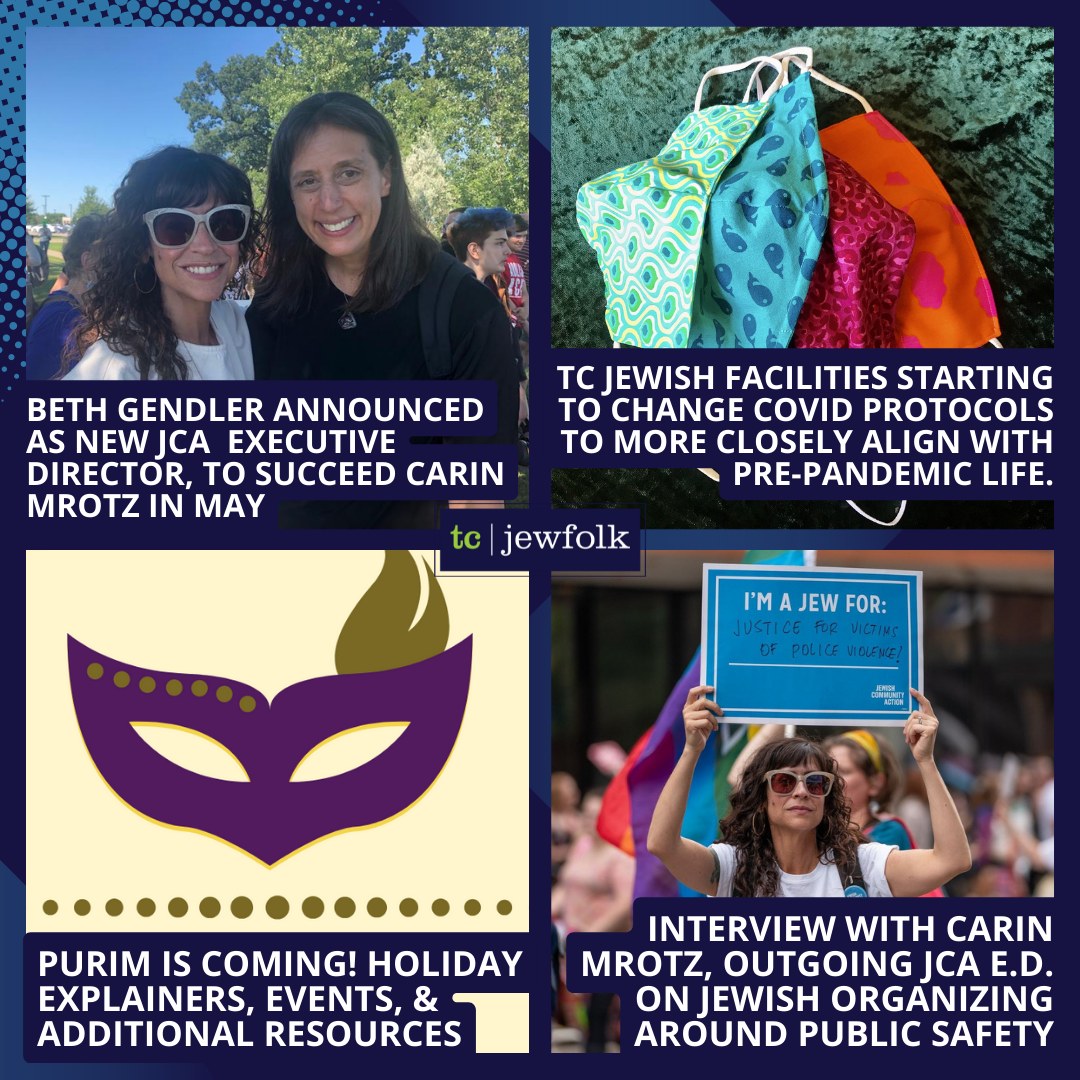 BETH GENDLER ANNOUNCED
AS NEW JCA EXECUTIVE
DIRECTOR, TO SUCCEED CARIN
MROTZ IN MAY
TC JEWISH FACILITIES STARTING
TO CHANGE COVID PROTOCOLS
TO MORE CLOSELY ALIGN WITH
PRE-PANDEMIC LIFE.
tc | jewfolk
PURIM IS COMING! HOLIDAY
EXPLAINERS, EVENTS, &
ADDITIONAL RESOURCES
I'M A JEW FOR:
JUSTICE FOR VICTIMS
OF POLICE VIOLENCE!
JEWISH
COMMUNITY
ACTION
INTERVIEW WITH CARIN
MROTZ, OUTGOING JCA E.D.
ON JEWISH ORGANIZING
AROUND PUBLIC SAFETY